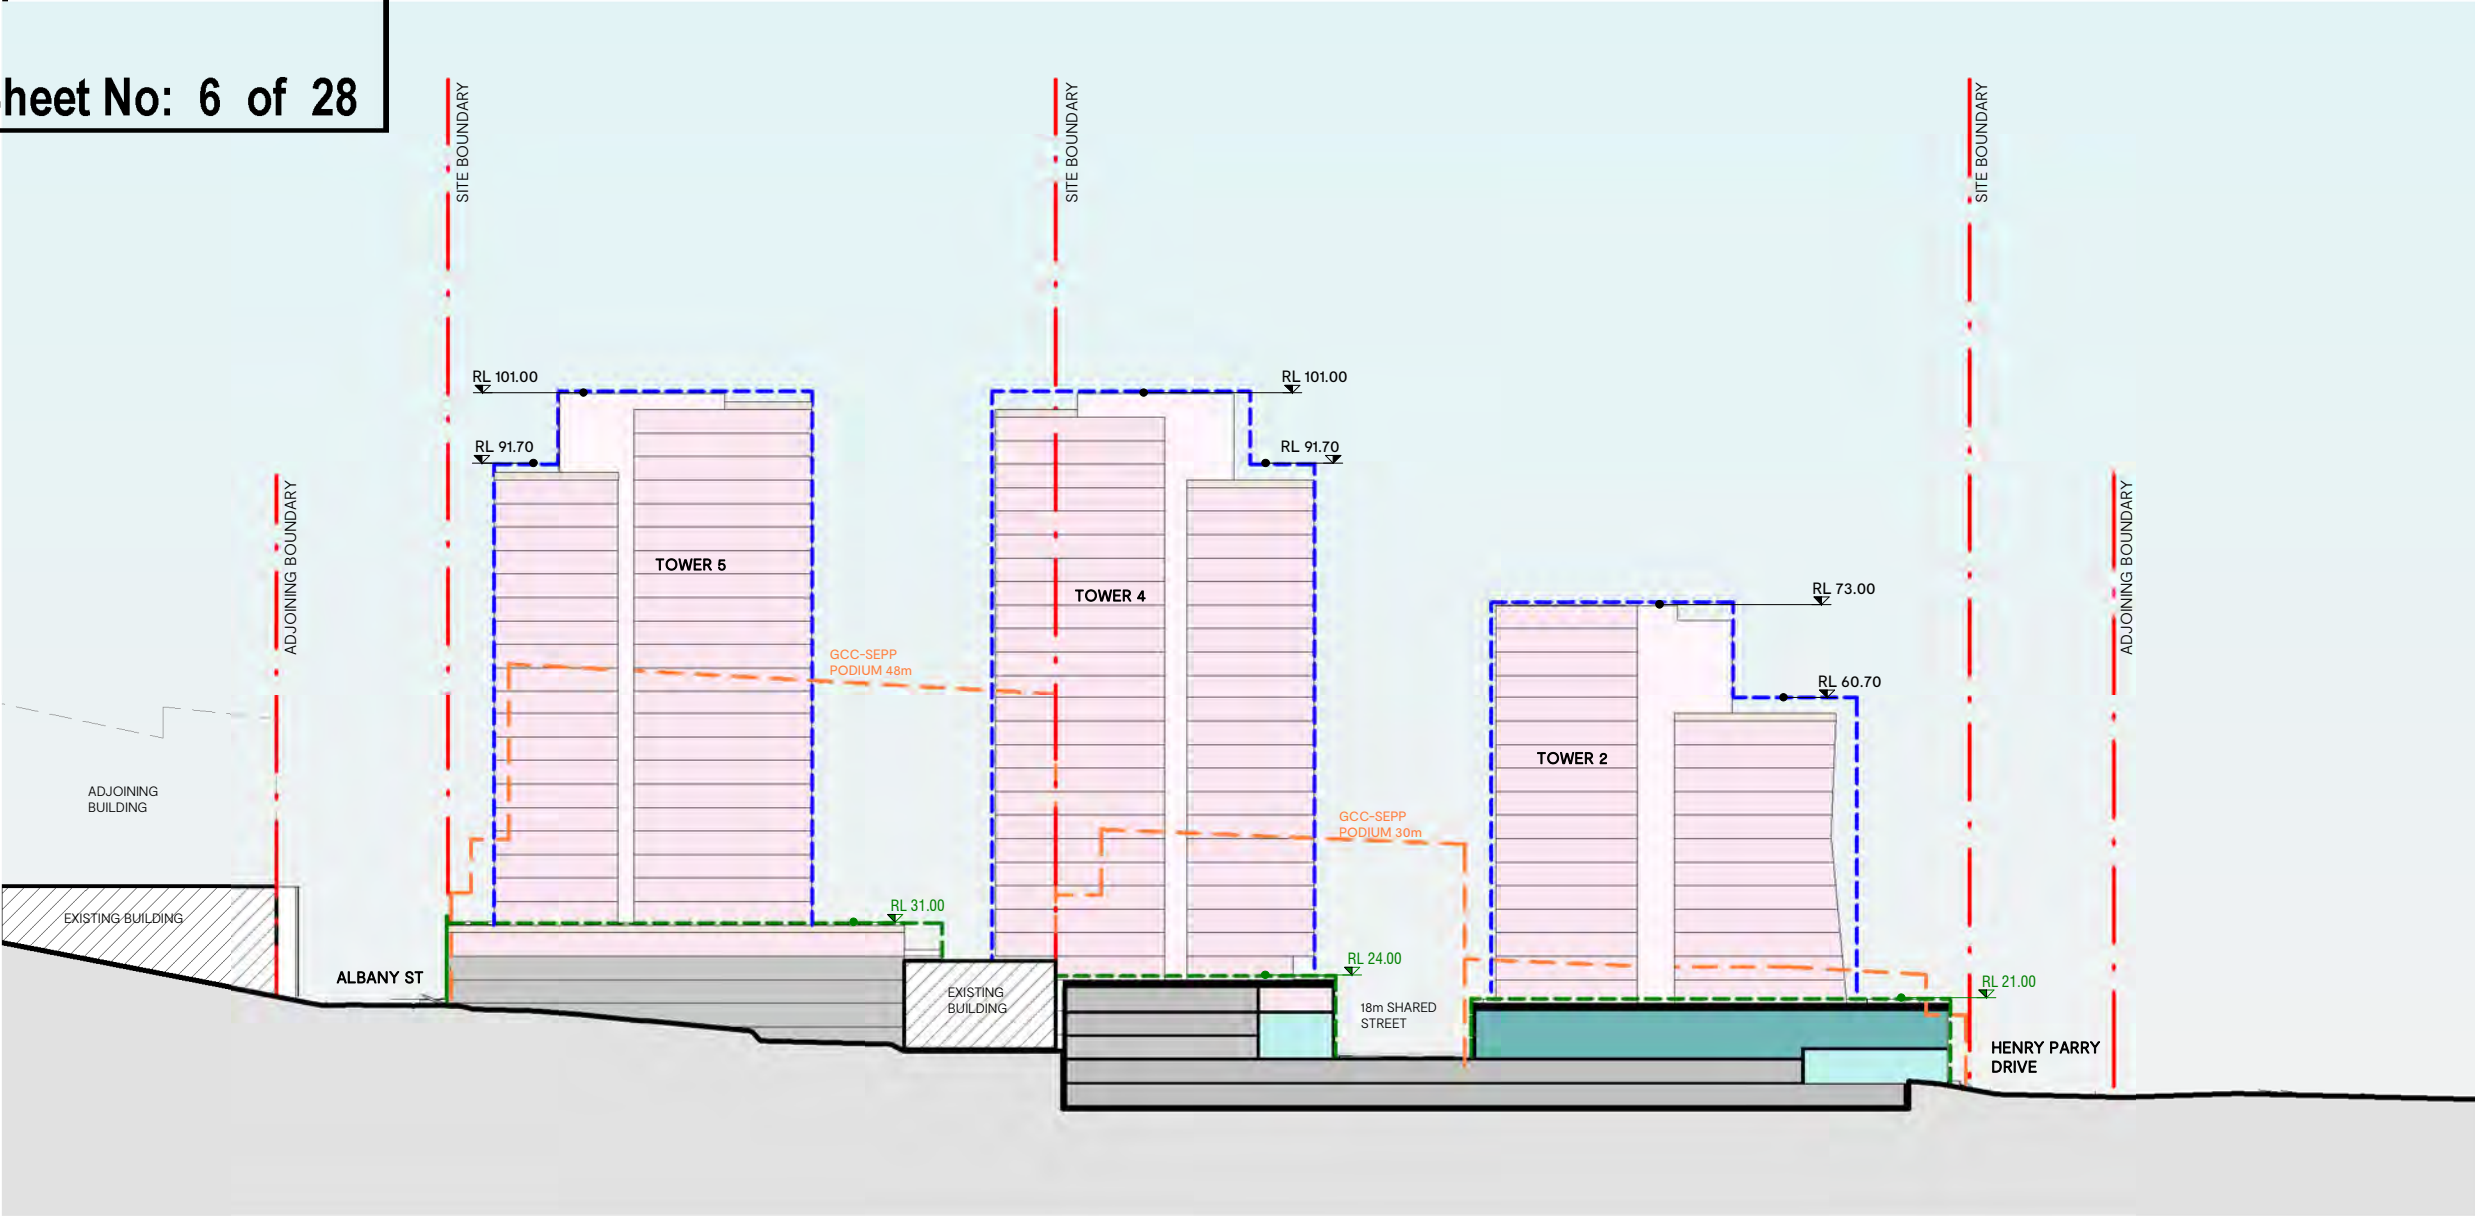 heet No: 6 of 28
SITE BOUNDARY
SITE BOUNDARY
SITE BOUNDARY
RL 101.00
RL 101.00
RL 91.70
RL 91.70
ADJOINING BOUNDARY
ADJOINING BOUNDARY
TOWER 5
TOWER 4
RL 73.00
GCC-SEPP
PODIUM 48m
RL 60.70
TOWER 2
ADJOINING
BUILDING
GCC-SEPP
PODIUM 30m
EXISTING BUILDING
RL 31.00
ALBANY ST
RL 24.00
EXISTING
BUILDING
18m SHARED
STREET
RL 21.00
HENRY PARRY
DRIVE